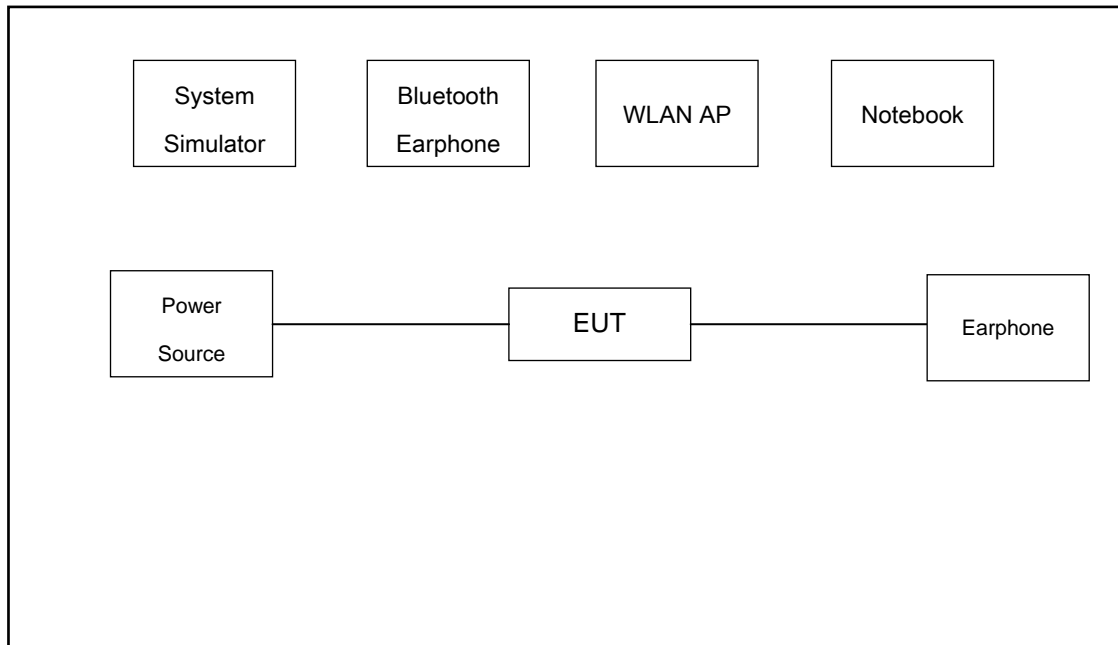 System
Simulator
Bluetooth
Earphone
WLAN AP
Notebook
Power
Source
EUT
Earphone